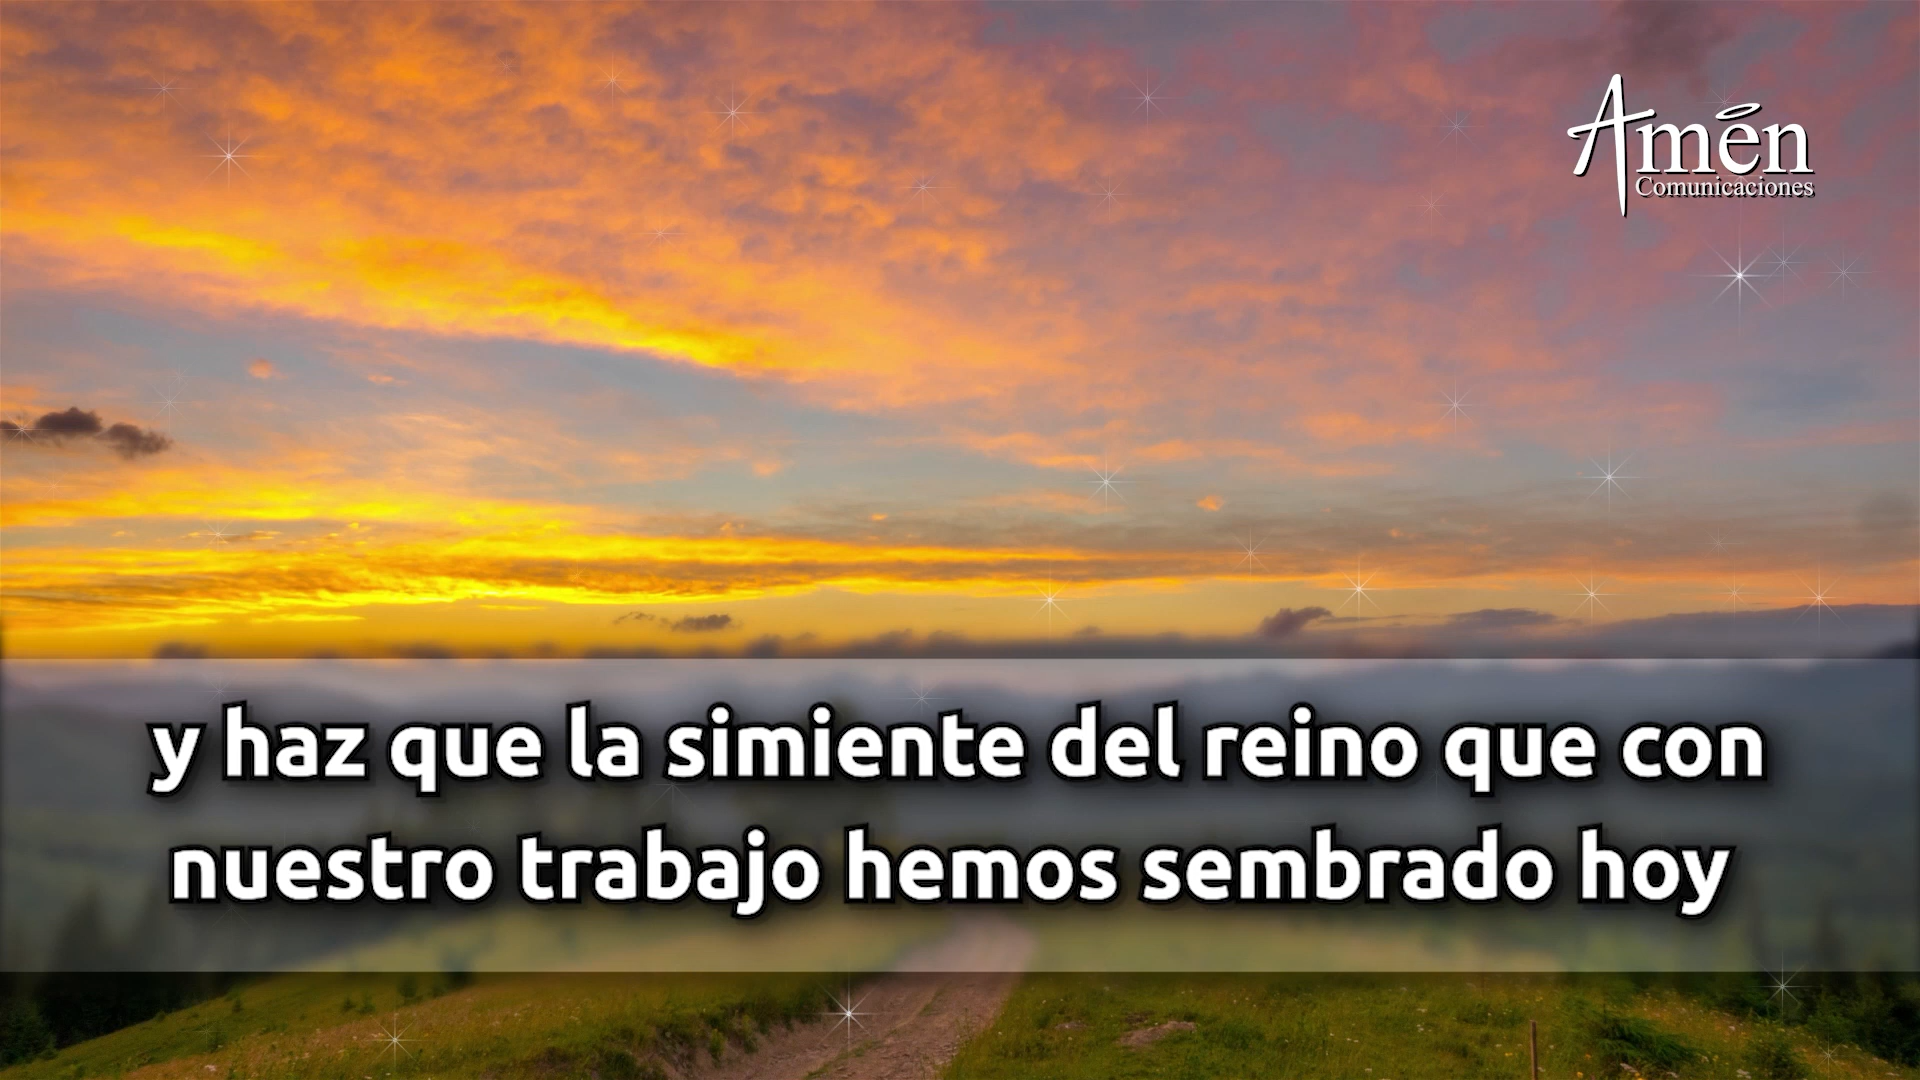 Amén
Comunicaciones
y haz que la simiente del reino que con
nuestro trabajo hemos sembrado hoy